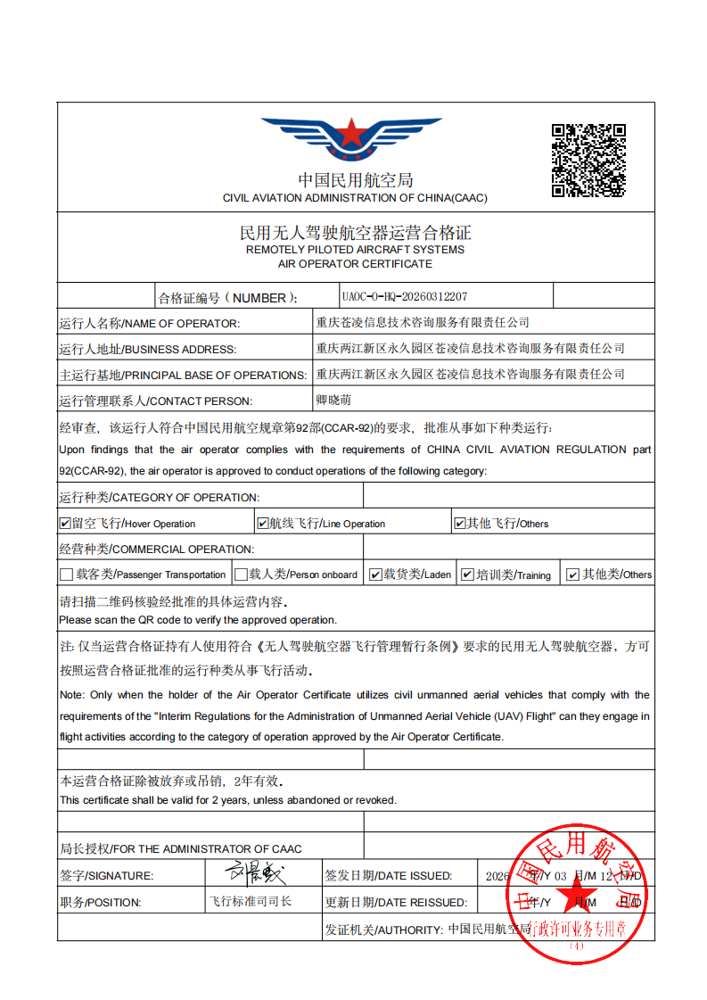 中国民用航空局
CIVIL AVIATION ADMINISTRATION OF CHINA(CAAC)
民用无人驾驶航空器运营合格证
REMOTELY PILOTED AIRCRAFT SYSTEMS
AIR OPERATOR CERTIFICATE
合格证编号（NUMBER）: UAOC-O-HQ-20260312207
运行人名称/NAME OF OPERATOR: 重庆苍凌信息技术咨询服务有限责任公司
运行人地址/BUSINESS ADDRESS: 重庆两江新区永久园区苍凌信息技术咨询服务有限责任公司
主运行基地/PRINCIPAL BASE OF OPERATIONS: 重庆两江新区永久园区苍凌信息技术咨询服务有限责任公司
运行管理联系人/CONTACT PERSON: 卿晓萌
经审查，该运行人符合中国民用航空规章第92部(CCAR-92)的要求，批准从事如下种类运行：
Upon findings that the air operator complies with the requirements of CHINA CIVIL AVIATION REGULATION part
92(CCAR-92), the air operator is approved to conduct operations of the following category:
运行种类/CATEGORY OF OPERATION:
☑留空飞行/Hover Operation ☑航线飞行/Line Operation ☑其他飞行/Others
经营种类/COMMERCIAL OPERATION:
☐ 载客类/Passenger Transportation ☐载人类/Person onboard ☑载货类/Laden ☑培训类/Training ☑其他类/Others
请扫描二维码核验经批准的具体运营内容。
Please scan the QR code to verify the approved operation.
注: 仅当运营合格证持有人使用符合《无人驾驶航空器飞行管理暂行条例》要求的民用无人驾驶航空器，方可
按照运营合格证批准的运行种类从事飞行活动。
Note: Only when the holder of the Air Operator Certificate utilizes civil unmanned aerial vehicles that comply with the
requirements of the "Interim Regulations for the Administration of Unmanned Aerial Vehicle (UAV) Flight" can they engage in
flight activities according to the category of operation approved by the Air Operator Certificate.
本运营合格证除被放弃或吊销，2年有效。
This certificate shall be valid for 2 years, unless abandoned or revoked.
局长授权/FOR THE ADMINISTRATOR OF CAAC
签字/SIGNATURE: 签发日期/DATE ISSUED: 2026 年/Y 03 月/M 12 日/D
职务/POSITION: 飞行标准司司长 更新日期/DATE REISSUED: 年/Y 月/M 日/D
发证机关/AUTHORITY: 中国民用航空局
中国民用航空局
行政许可业务专用章
(4)